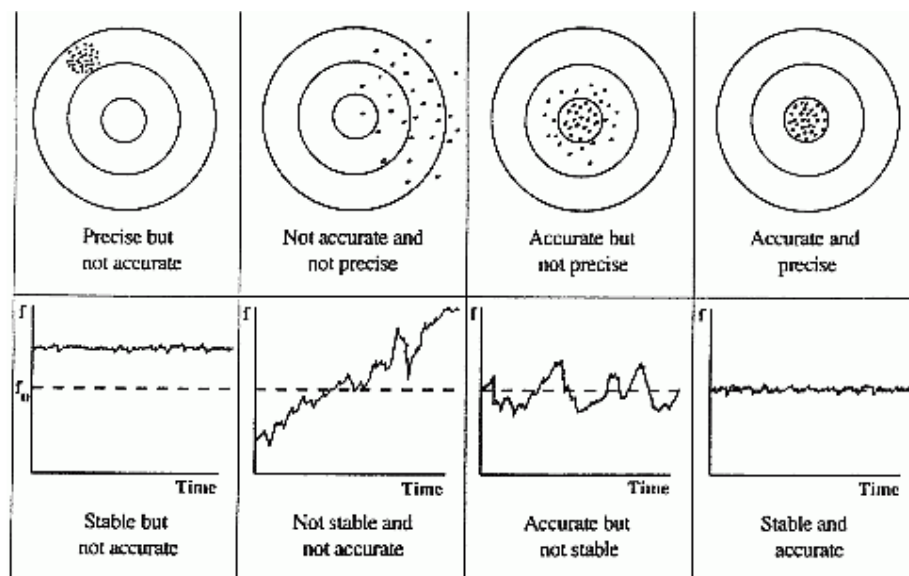 Precise but
not accurate
Not accurate and
not precise
Accurate but
not precise
Accurate and
precise
f
f₀
Time
Stable but
not accurate
f
Time
Not stable and
not accurate
f
Time
Accurate but
not stable
f
Time
Stable and
accurate